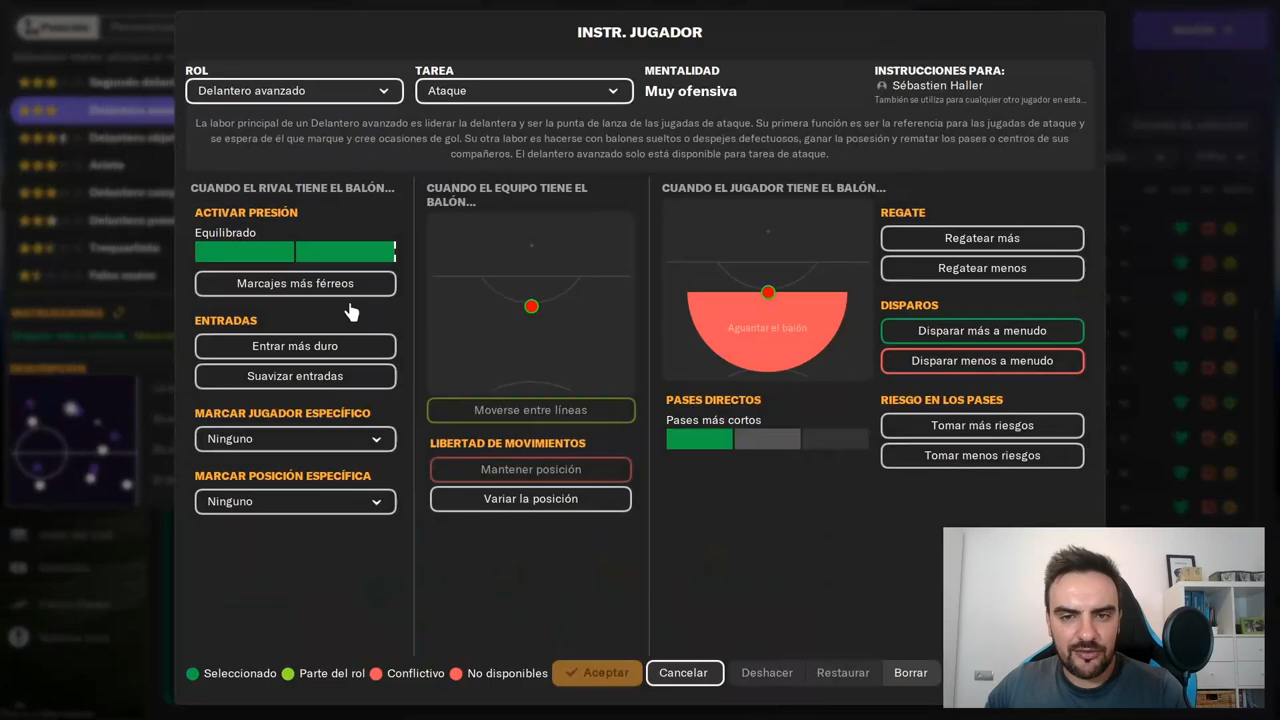 INSTR. JUGADOR
ROL
TAREA
MENTALIDAD
INSTRUCCIONES PARA:
Delantero avanzado
Ataque
Muy ofensiva
Sébastien Haller
También se utiliza para cualquier otro jugador en esta...
La labor principal de un Delantero avanzado es liderar la delantera y ser la punta de lanza de las jugadas de ataque. Su primera función es ser la referencia para las jugadas de ataque y
se espera de él que marque y cree ocasiones de gol. Su otra labor es hacerse con balones sueltos o despejes defectuosos, ganar la posesión y rematar los pases o centros de sus
compañeros. El delantero avanzado solo está disponible para tarea de ataque.
CUANDO EL RIVAL TIENE EL BALÓN...
ACTIVAR PRESIÓN
Equilibrado
Marcajes más férreos
ENTRADAS
Entrar más duro
Suavizar entradas
MARCAR JUGADOR ESPECÍFICO
Ninguno
MARCAR POSICIÓN ESPECÍFICA
Ninguno
CUANDO EL EQUIPO TIENE EL
BALÓN...
Moverse entre líneas
LIBERTAD DE MOVIMIENTOS
Mantener posición
Variar la posición
CUANDO EL JUGADOR TIENE EL BALÓN...
Aguantar el balón
PASES DIRECTOS
Pases más cortos
REGATE
Regatear más
Regatear menos
DISPAROS
Disparar más a menudo
Disparar menos a menudo
RIESGO EN LOS PASES
Tomar más riesgos
Tomar menos riesgos
Seleccionado
Parte del rol
Conflictivo
No disponibles
Aceptar
Cancelar
Deshacer
Restaurar
Borrar